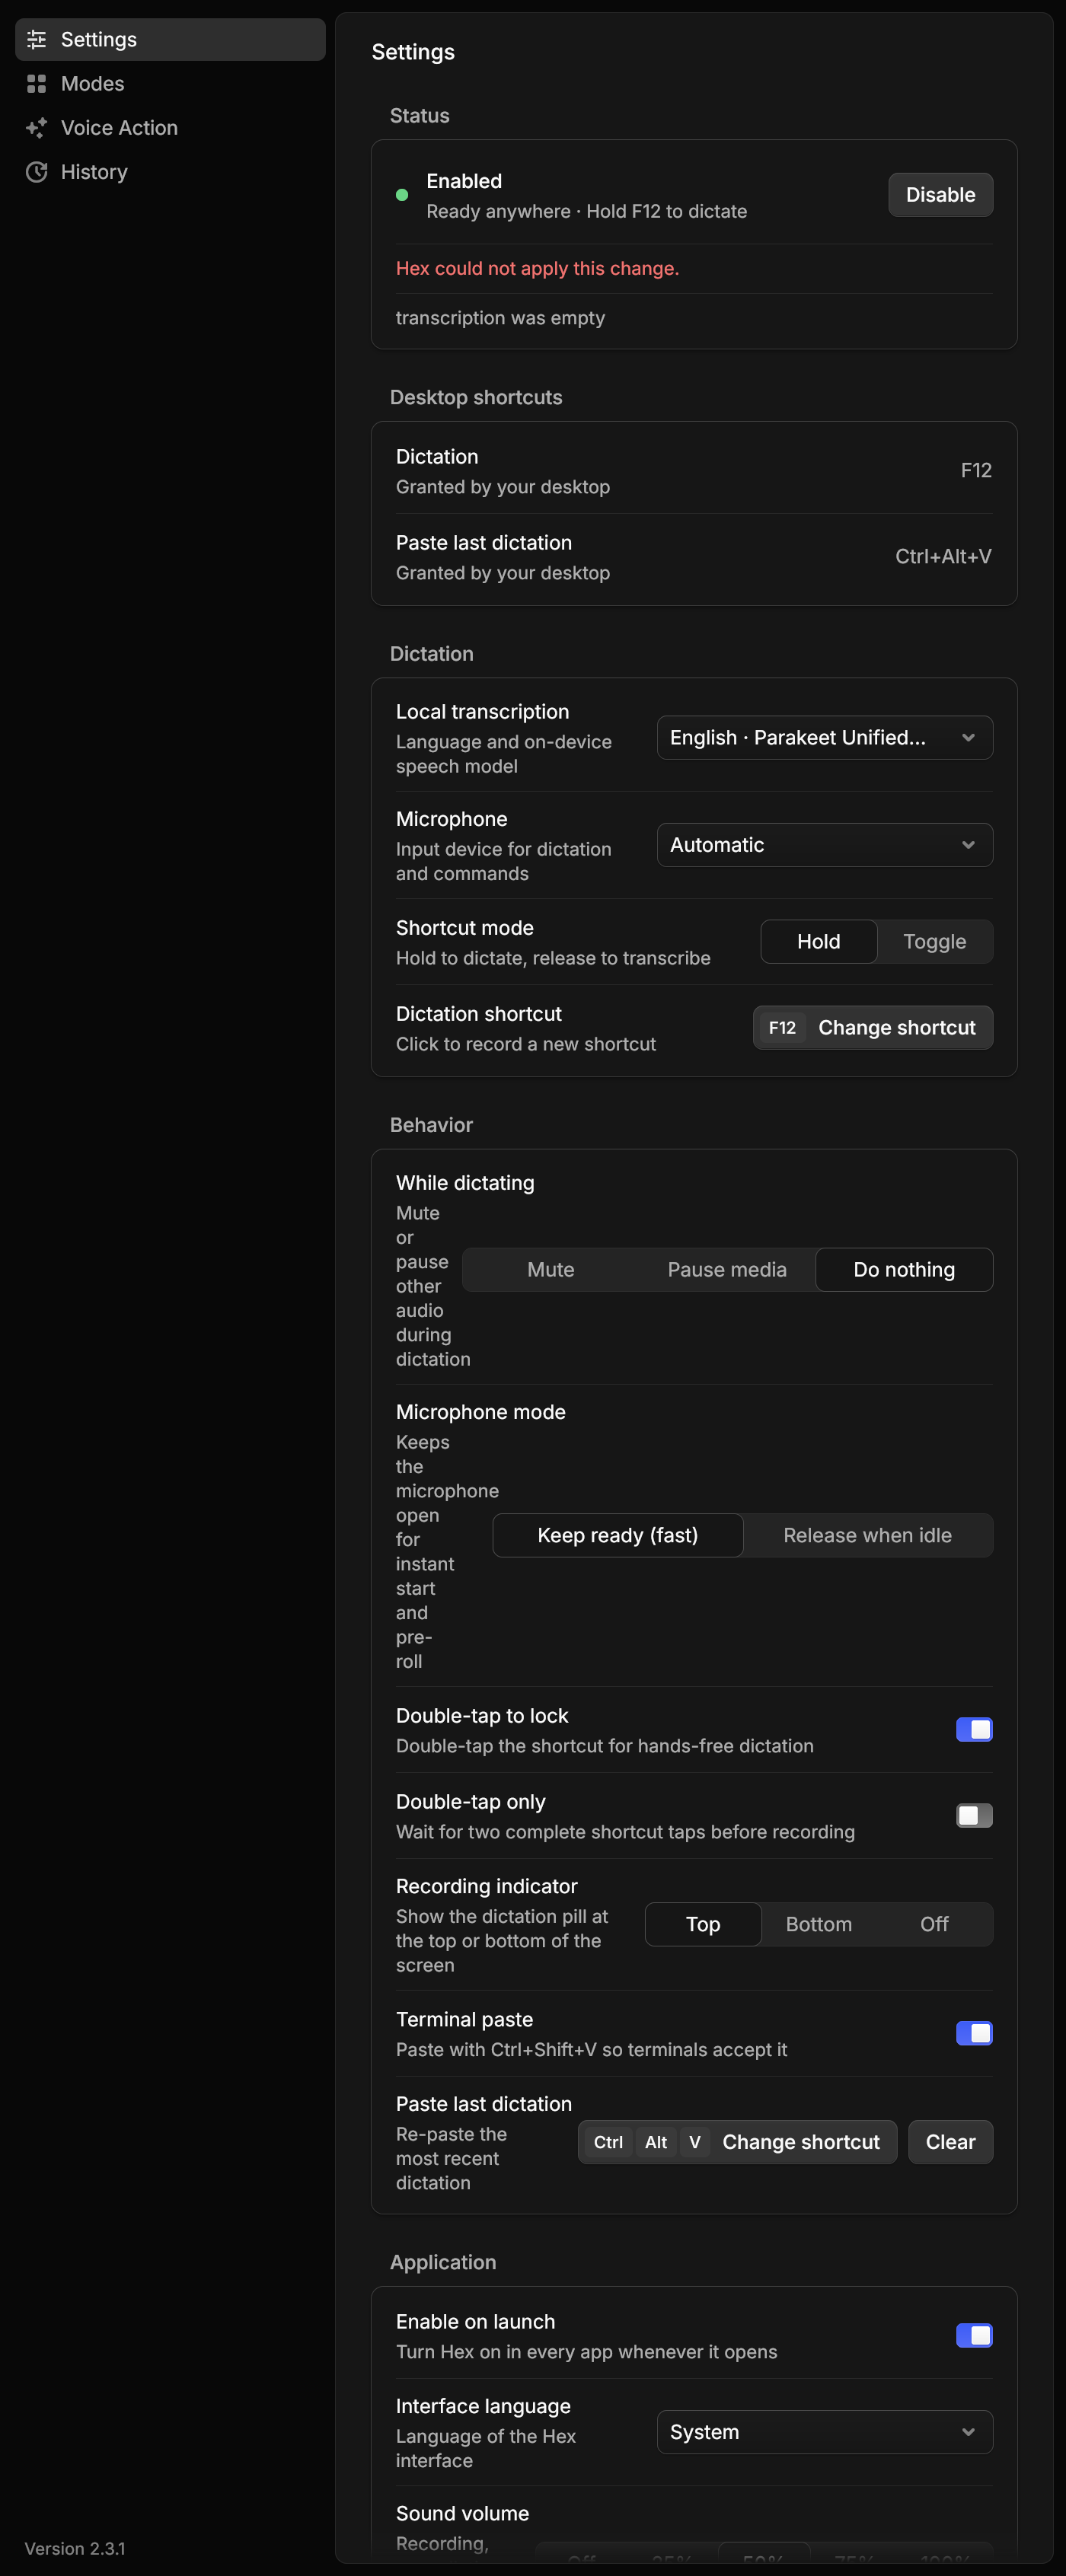 Settings
Modes
Voice Action
History
Settings
Status
Enabled
Ready anywhere · Hold F12 to dictate
Disable
Hex could not apply this change.
transcription was empty
Desktop shortcuts
Dictation
Granted by your desktop
F12
Paste last dictation
Granted by your desktop
Ctrl+Alt+V
Dictation
Local transcription
Language and on-device
speech model
English · Parakeet Unified...
Microphone
Input device for dictation
and commands
Automatic
Shortcut mode
Hold to dictate, release to transcribe
Hold
Toggle
Dictation shortcut
Click to record a new shortcut
F12 Change shortcut
Behavior
While dictating
Mute
or
pause
other
audio
during
dictation
Mute
Pause media
Do nothing
Microphone mode
Keeps
the
microphone
open
for
instant
start
and
pre-
roll
Keep ready (fast)
Release when idle
Double-tap to lock
Double-tap the shortcut for hands-free dictation
Double-tap only
Wait for two complete shortcut taps before recording
Recording indicator
Show the dictation pill at
the top or bottom of the
screen
Top
Bottom
Off
Terminal paste
Paste with Ctrl+Shift+V so terminals accept it
Paste last dictation
Re-paste the
most recent
dictation
Ctrl Alt V Change shortcut
Clear
Application
Enable on launch
Turn Hex on in every app whenever it opens
Interface language
Language of the Hex
interface
System
Sound volume
Recording,
Off
25%
50%
75%
100%
Version 2.3.1